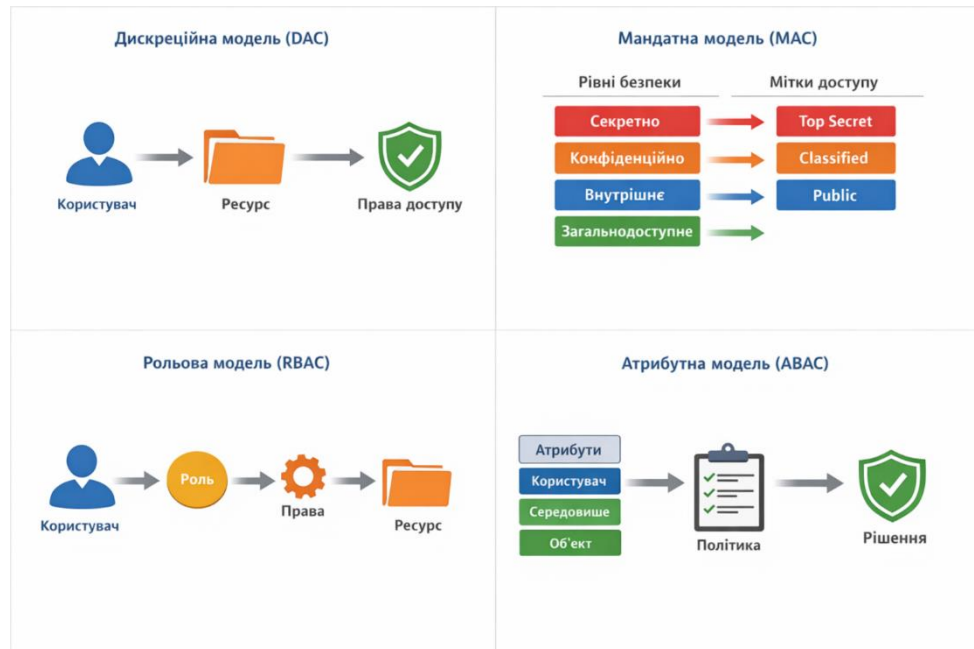 Дискреційна модель (DAC)
Користувач
Ресурс
Права доступу
Мандатна модель (MAC)
Рівні безпеки
Мітки доступу
Секретно
Top Secret
Конфіденційно
Classified
Внутрішнє
Public
Загальнодоступне
Рольова модель (RBAC)
Користувач
Роль
Права
Ресурс
Атрибутна модель (ABAC)
Атрибути
Користувач
Середовише
Об'єкт
Політика
Рішення